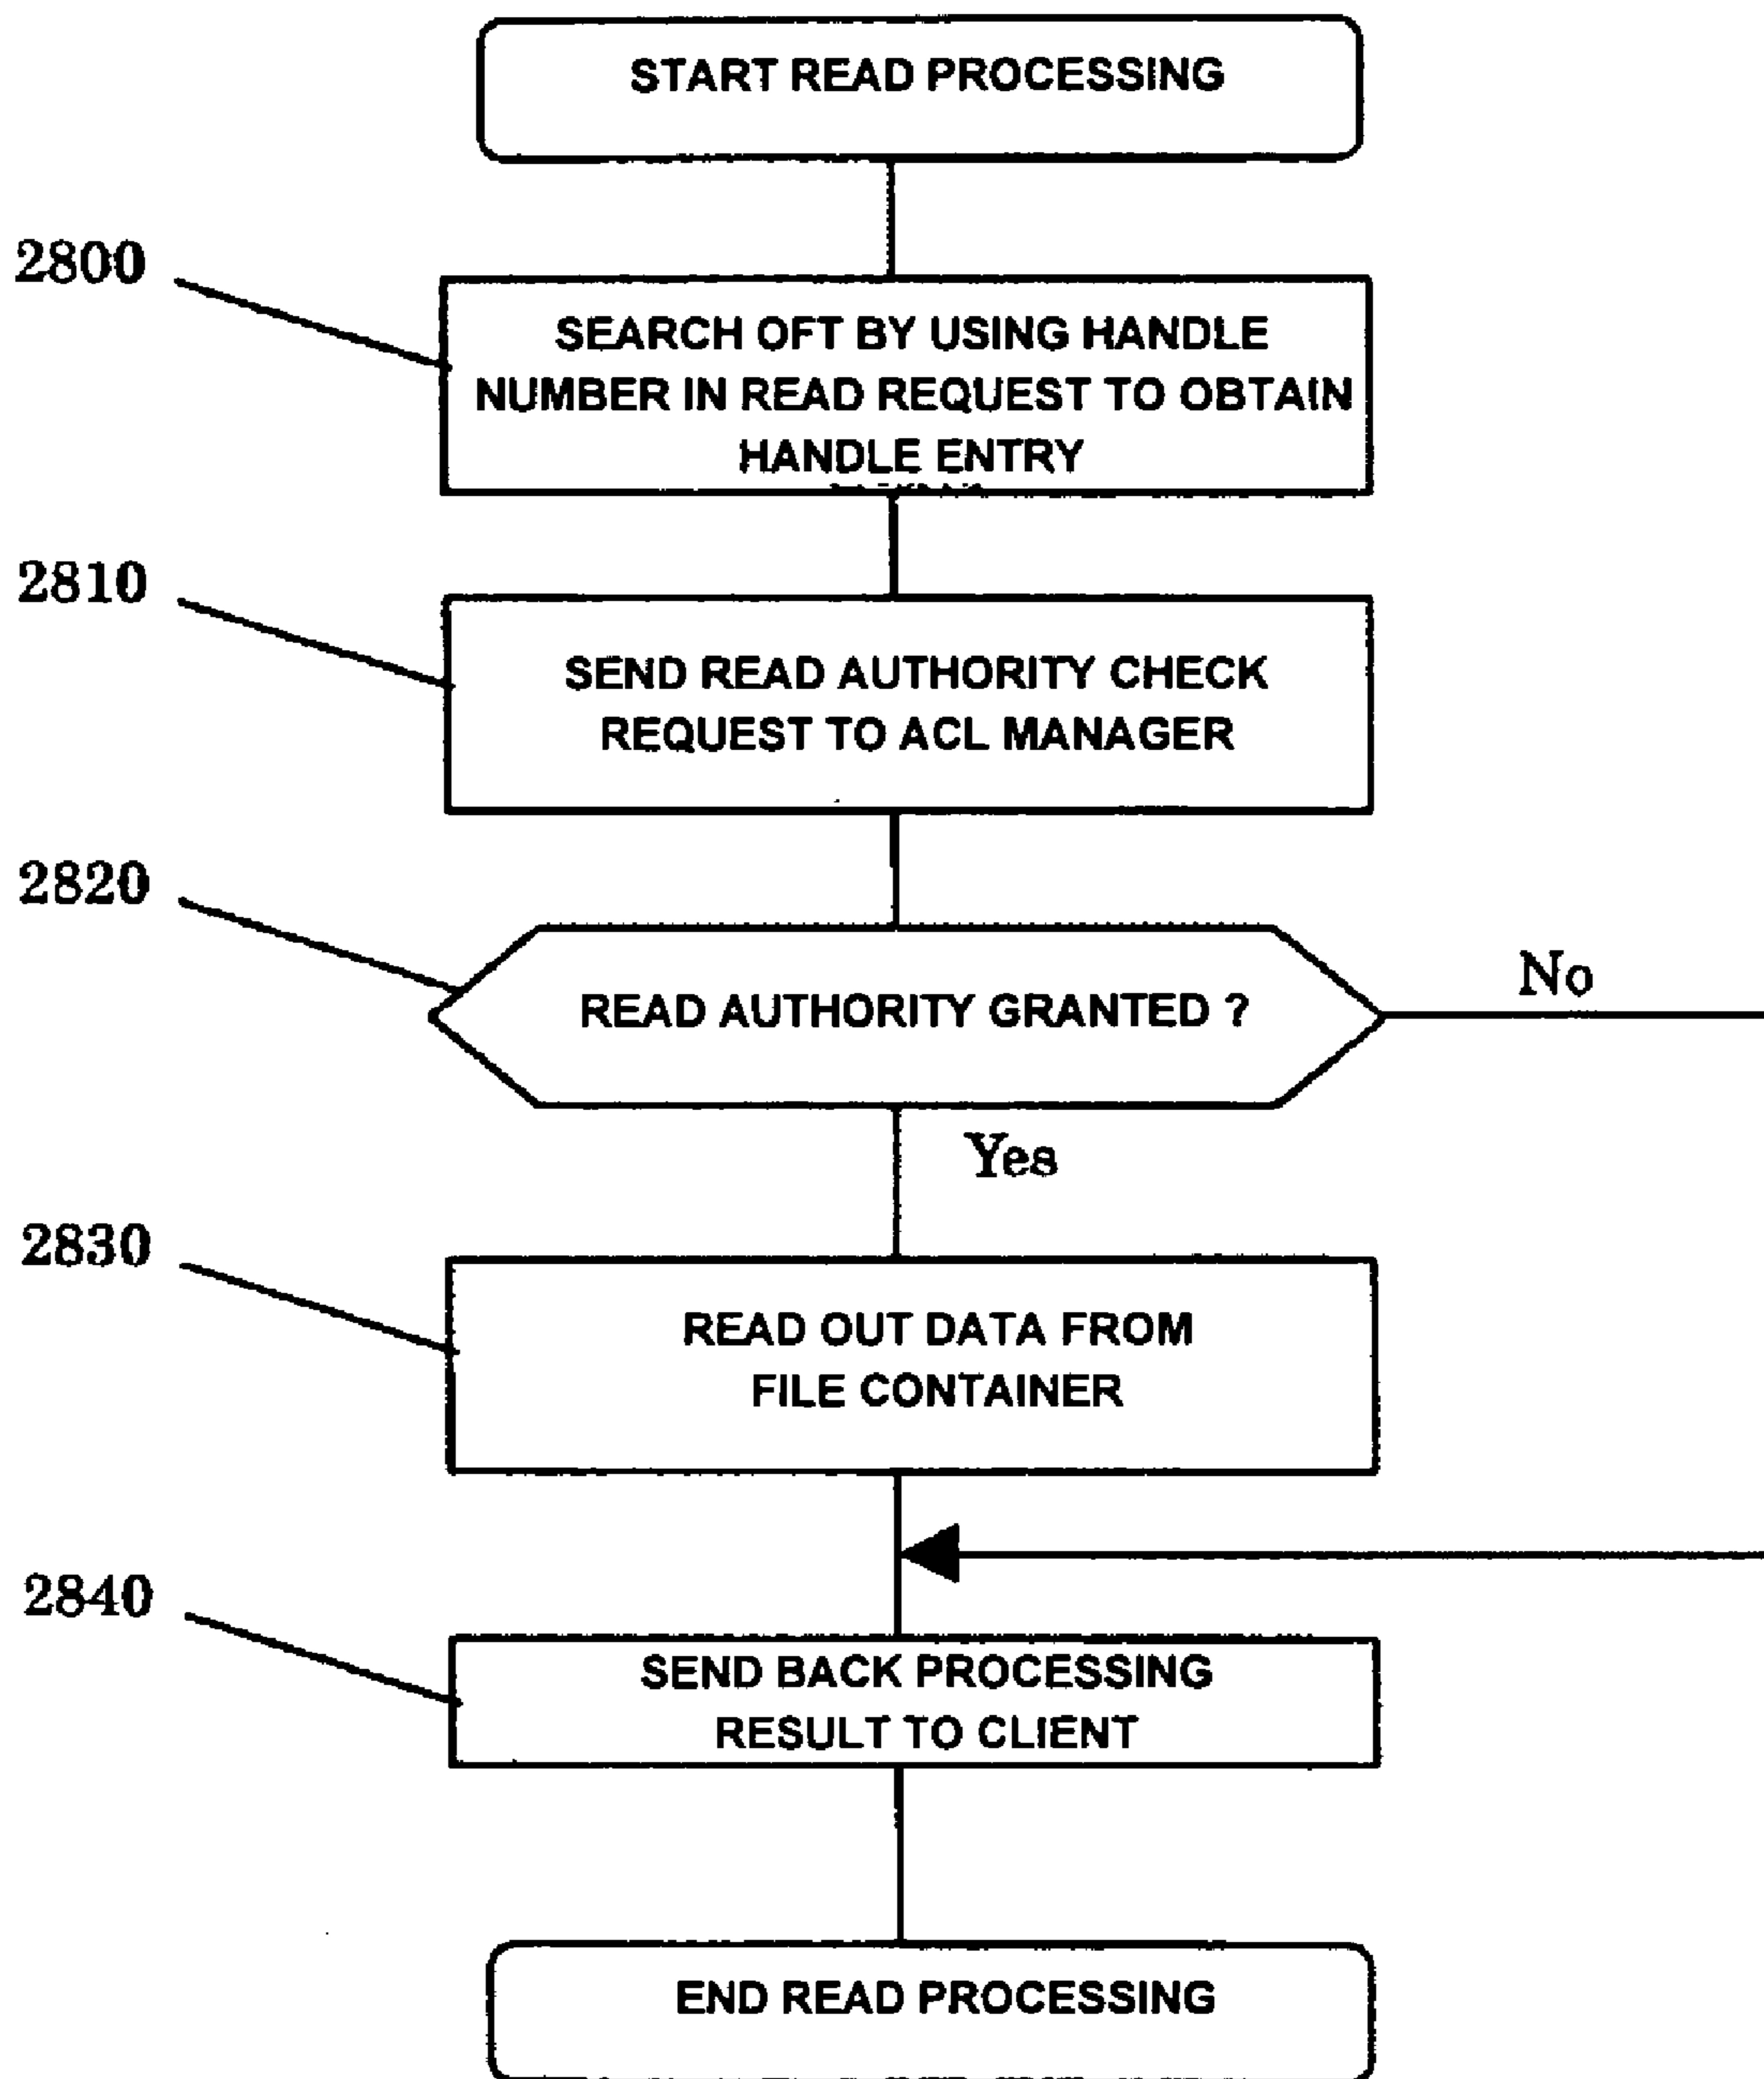 START READ PROCESSING
2800
SEARCH OFT BY USING HANDLE
NUMBER IN READ REQUEST TO OBTAIN
HANDLE ENTRY
2810
SEND READ AUTHORITY CHECK
REQUEST TO ACL MANAGER
2820
READ AUTHORITY GRANTED ?
No
Yes
2830
READ OUT DATA FROM
FILE CONTAINER
2840
SEND BACK PROCESSING
RESULT TO CLIENT
END READ PROCESSING